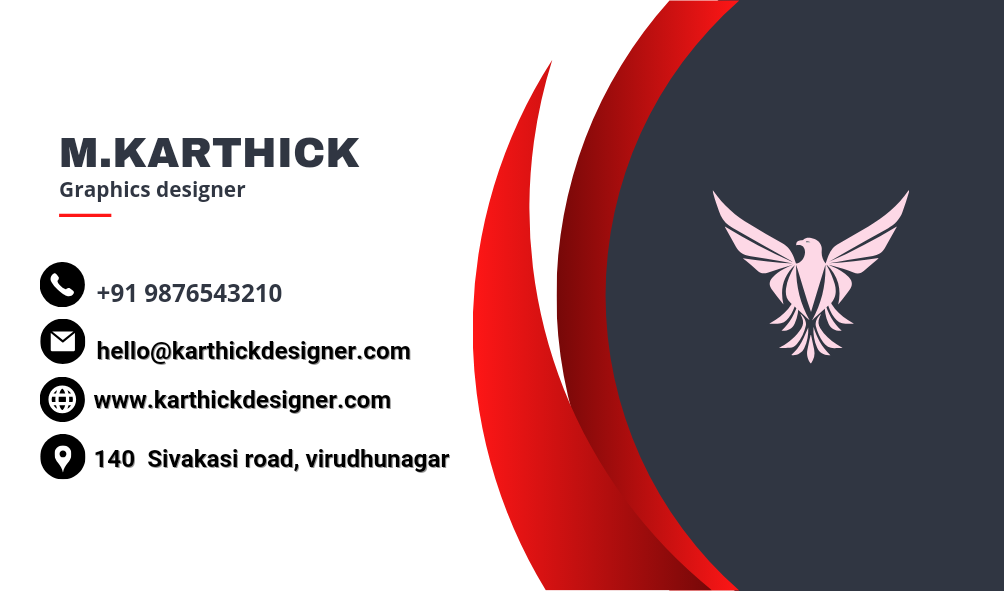 M.KARTHICK
Graphics designer
+91 9876543210
hello@karthickdesigner.com
www.karthickdesigner.com
140  Sivakasi road, virudhunagar